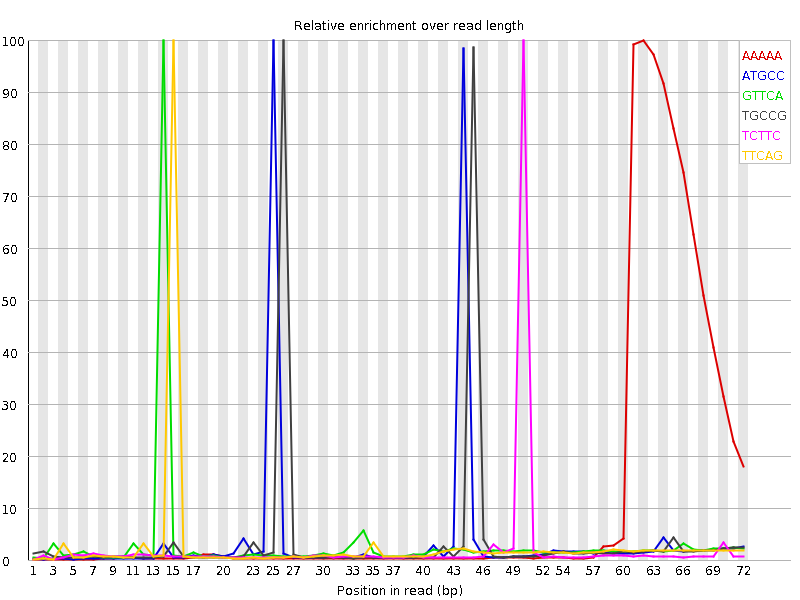 Relative enrichment over read length
100
90
80
70
60
50
40
30
20
10
0
AAAAA
ATGCC
GTTCA
TGCCG
TCTTC
TTCAG
1 3 5 7 9 11 13 15 17 20 23 25 27 30 33 35 37 40 43 46 49 52 54 57 60 63 66 69 72
Position in read (bp)